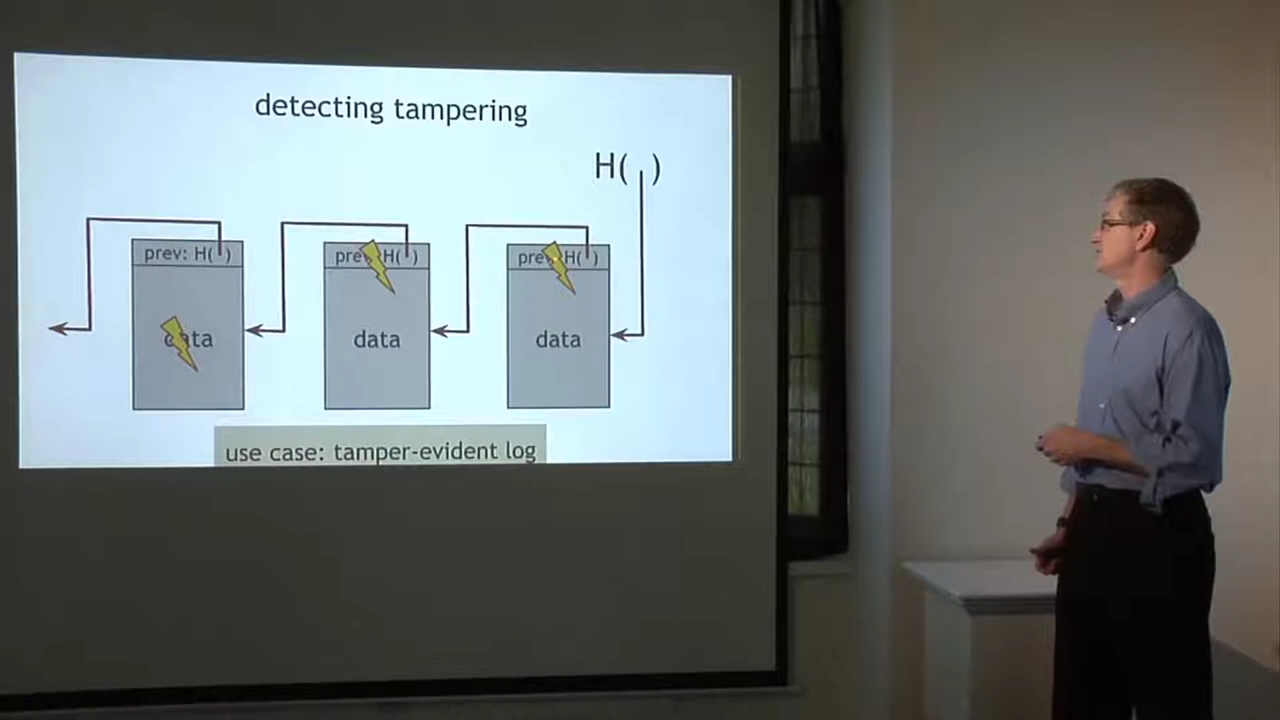 detecting tampering
H( )
prev: H( )
prev: H( )
prev: H( )
data
data
data
use case: tamper-evident log